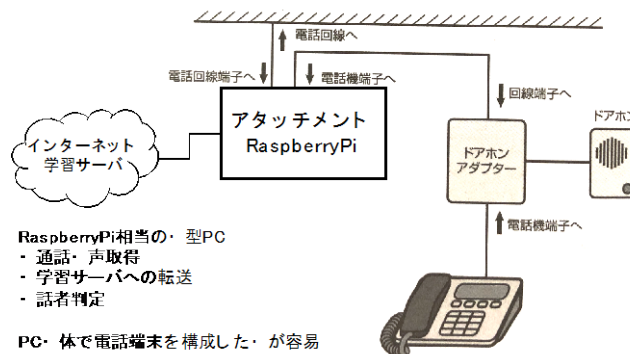 電話回線へ
電話回線端子へ
電話機端子へ
アタッチメント
RaspberryPi
インターネット
学習サーバ
回線端子へ
ドアホン
ドアホン
アダプター
電話機端子へ
RaspberryPi相当の・型PC
・通話・声取得
・学習サーバへの転送
・話者判定
PC・体で電話端末を構成した・が容易